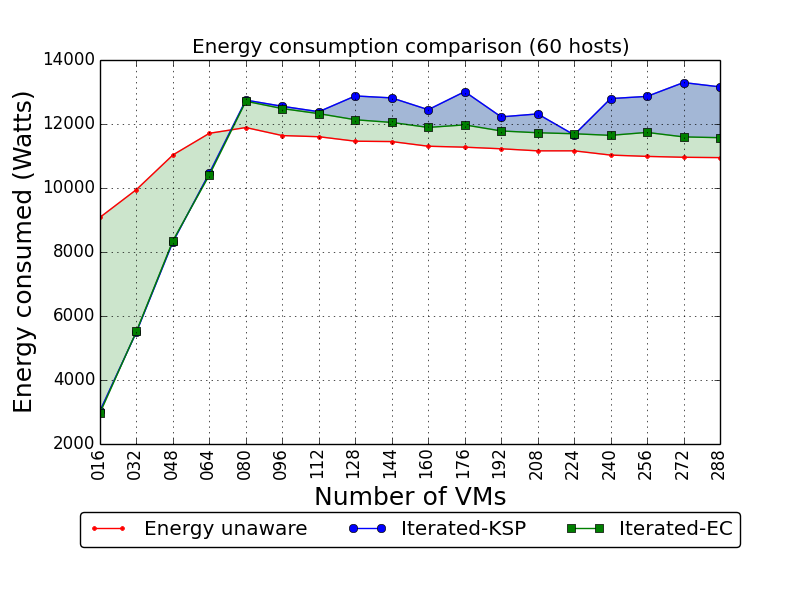 Energy consumption comparison (60 hosts)
Energy consumed (Watts)
14000
12000
10000
8000
6000
4000
2000
016 032 048 064 080 096 112 128 144 160 176 192 208 224 240 256 272 288
Number of VMs
Energy unaware Iterated-KSP Iterated-EC